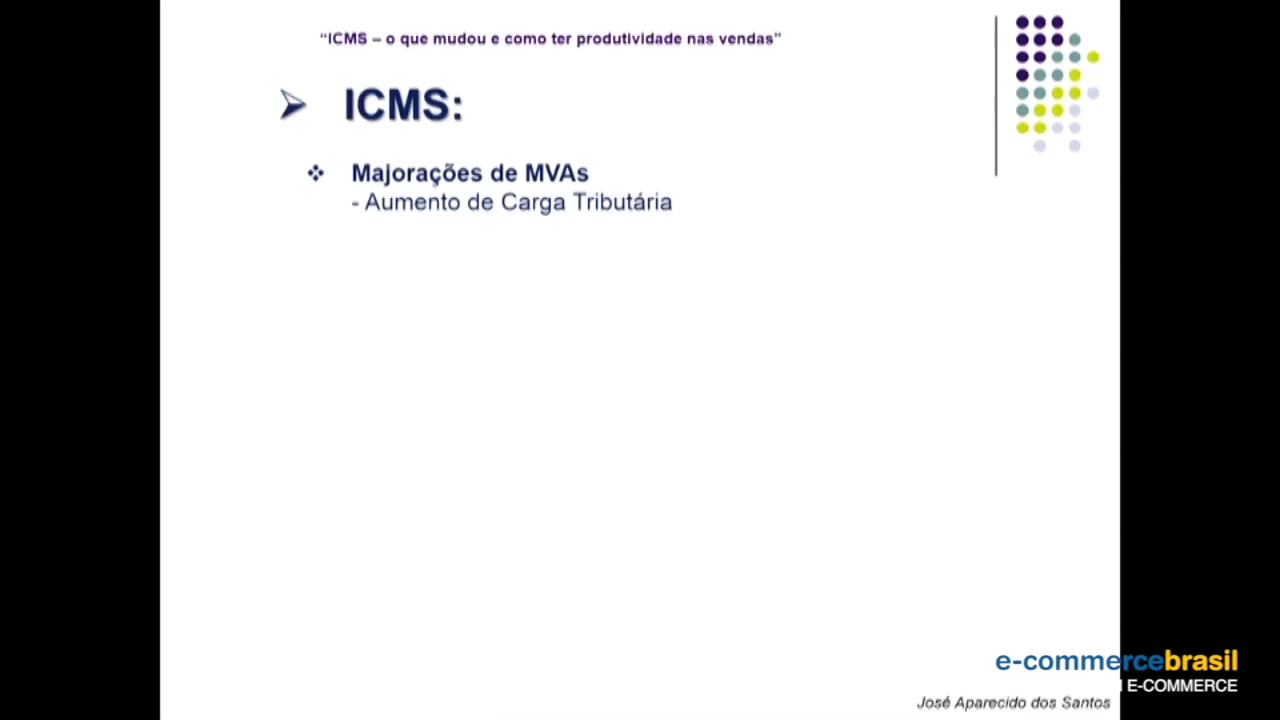 “ICMS – o que mudou e como ter produtividade nas vendas”
ICMS:
Majorações de MVAs
- Aumento de Carga Tributária
e-commercebrasil
E-COMMERCE
José Aparecido dos Santos